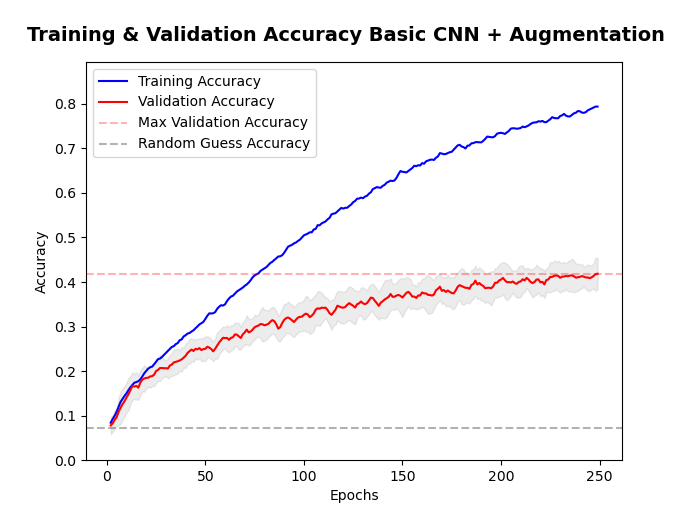 Training & Validation Accuracy Basic CNN + Augmentation
Training Accuracy
Validation Accuracy
Max Validation Accuracy
Random Guess Accuracy
Accuracy
0.8
0.7
0.6
0.5
0.4
0.3
0.2
0.1
0.0
0 50 100 150 200 250
Epochs